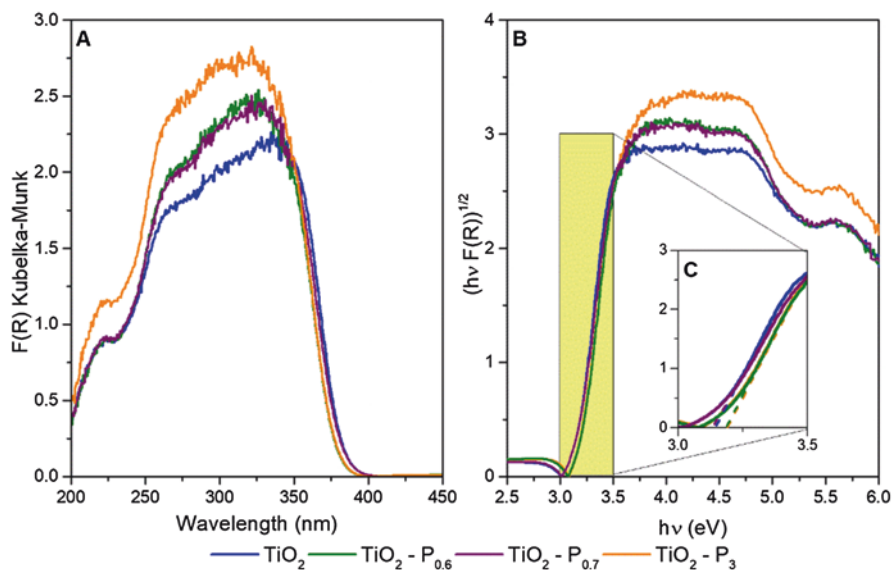 A
3.0
2.5
2.0
1.5
1.0
0.5
0.0
F(R) Kubelka-Munk
200 250 300 350 400 450
Wavelength (nm)
B
4
3
2
1
0
(hν F(R))^1/2
2.5 3.0 3.5 4.0 4.5 5.0 5.5 6.0
hν (eV)
C
3
2
1
0
3.0 3.5
TiO₂ TiO₂ - P₀.₆ TiO₂ - P₀.₇ TiO₂ - P₃